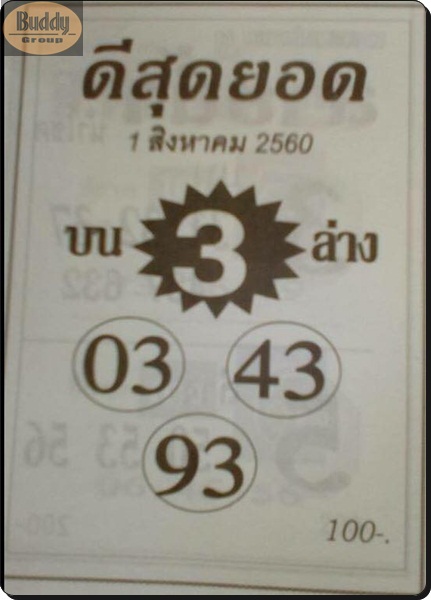 Buddy
Group
ดีสุดยอด
1 สิงหาคม 2560
บน 3 ล่าง
03 43
93
100-.